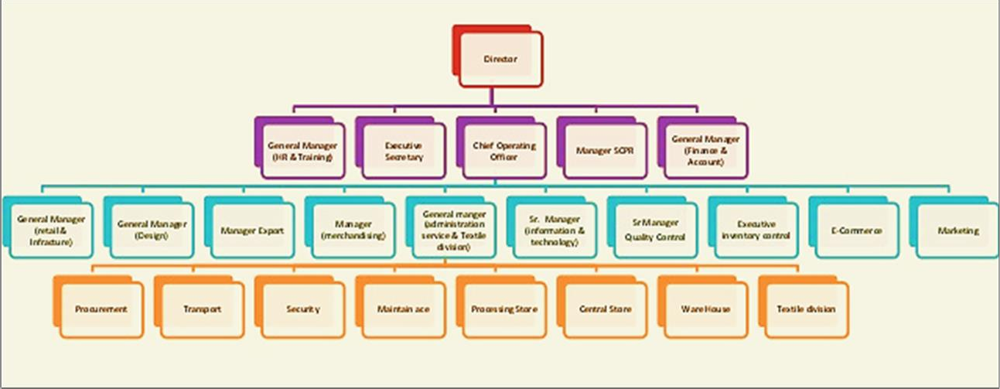 Director
General Manager
(HR & Training)
Executive
Secretary
Chief Operating
Officer
Manager SCPR
General Manager
(Finance &
Account)
General Manager
(retail &
Infracture)
General Manager
(Design)
Manager Export
Manager
(merchandising)
General manger
(administration
service & Textile
division)
Sr. Manager
(information &
technology)
Sr Manager
Quality Control
Executive
inventory control
E-Commerce
Marketing
Procurement
Transport
Security
Maintain ace
Processing Store
Central Store
Ware House
Textile division